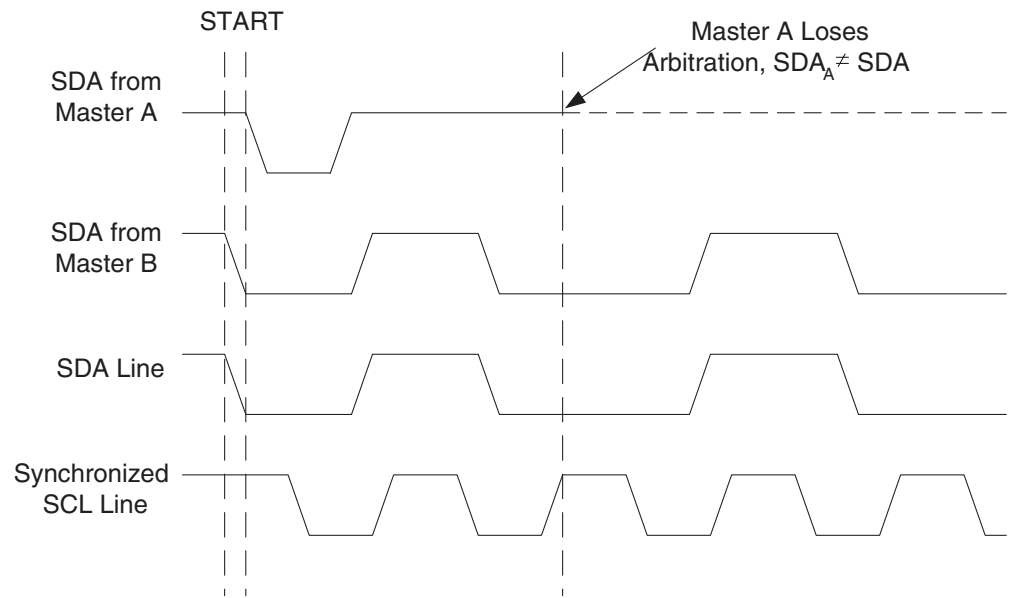 START
Master A Loses
Arbitration, SDA_A ≠ SDA
SDA from
Master A
SDA from
Master B
SDA Line
Synchronized
SCL Line